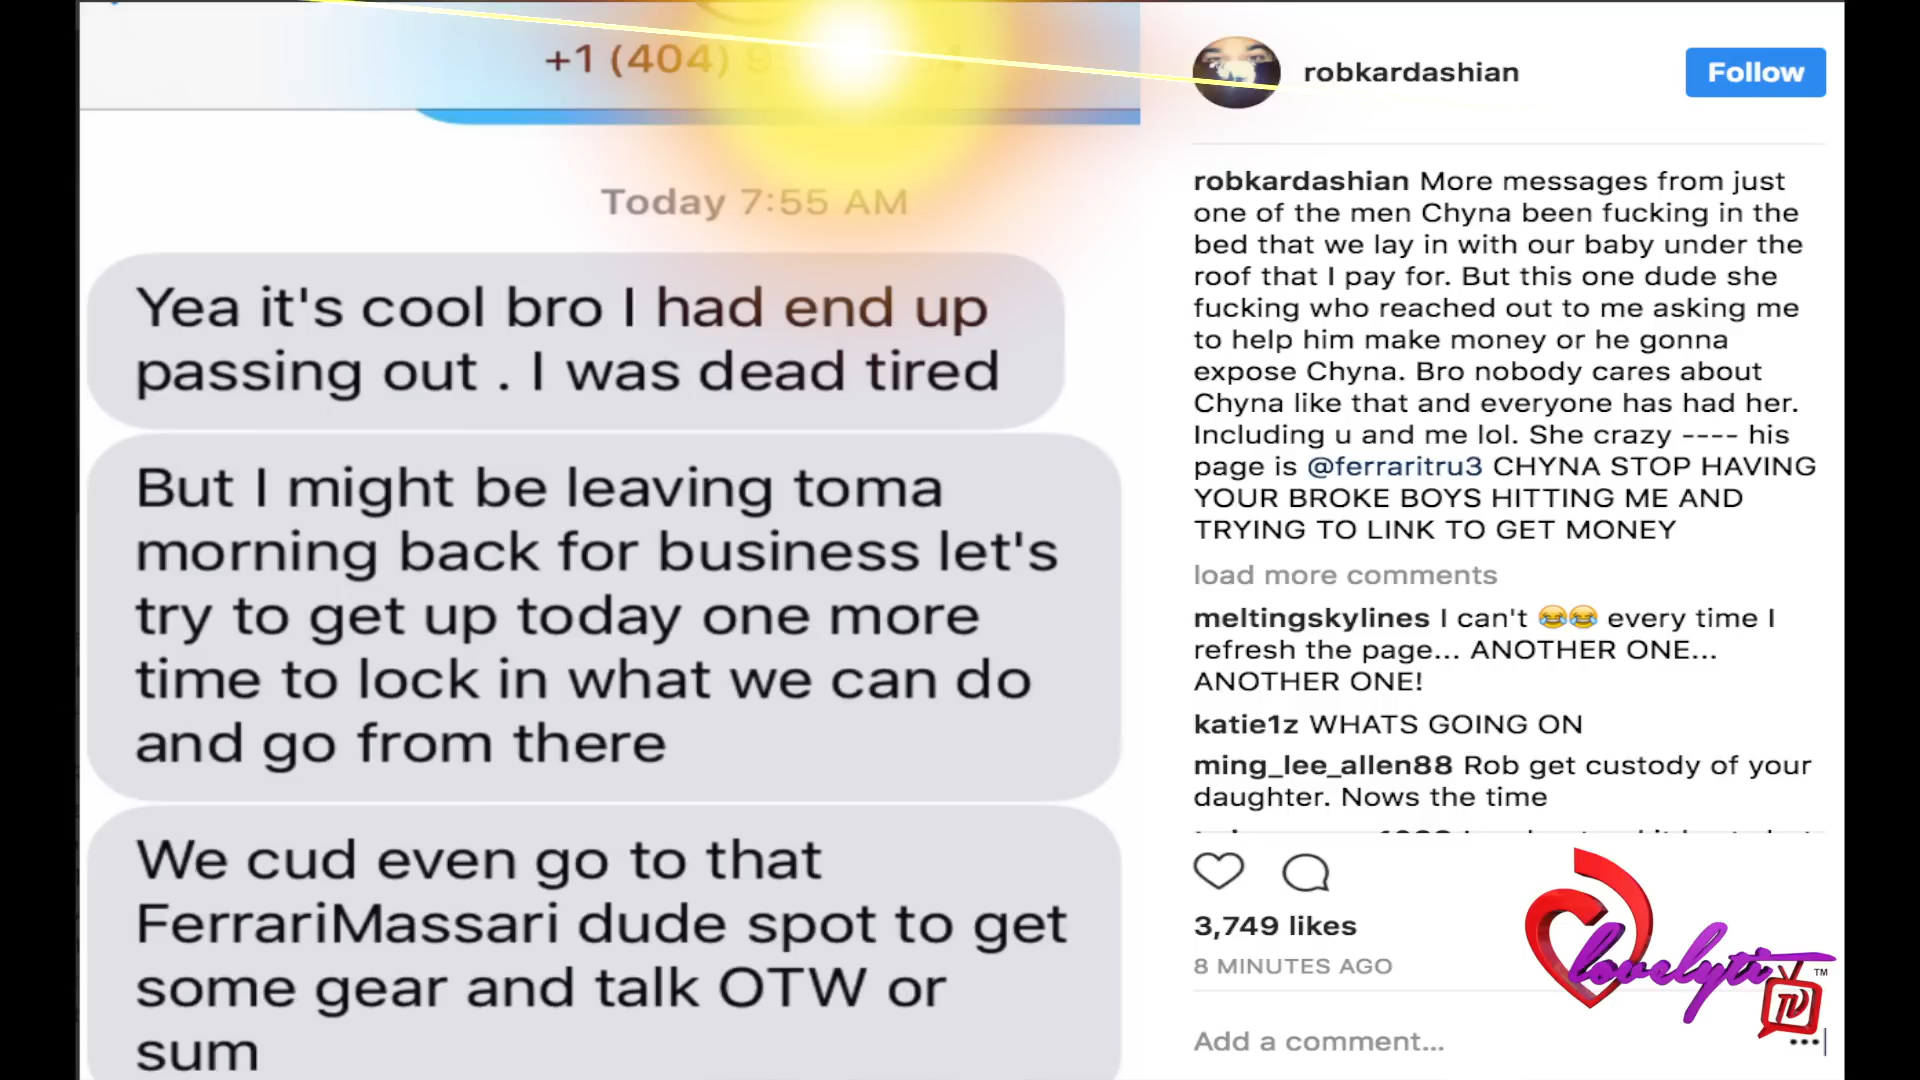 +1 (404)
Today 7:55 AM
Yea it's cool bro I had end up
passing out . I was dead tired
But I might be leaving toma
morning back for business let's
try to get up today one more
time to lock in what we can do
and go from there
We cud even go to that
FerrariMassari dude spot to get
some gear and talk OTW or
sum
robkardashian
Follow
robkardashian More messages from just
one of the men Chyna been fucking in the
bed that we lay in with our baby under the
roof that I pay for. But this one dude she
fucking who reached out to me asking me
to help him make money or he gonna
expose Chyna. Bro nobody cares about
Chyna like that and everyone has had her.
Including u and me lol. She crazy ---- his
page is @ferraritru3 CHYNA STOP HAVING
YOUR BROKE BOYS HITTING ME AND
TRYING TO LINK TO GET MONEY
load more comments
meltingskylines I can't 😂😂 every time I
refresh the page... ANOTHER ONE...
ANOTHER ONE!
katie1z WHATS GOING ON
ming_lee_allen88 Rob get custody of your
daughter. Nows the time
3,749 likes
8 MINUTES AGO
Add a comment...
lovelyti
TV
™